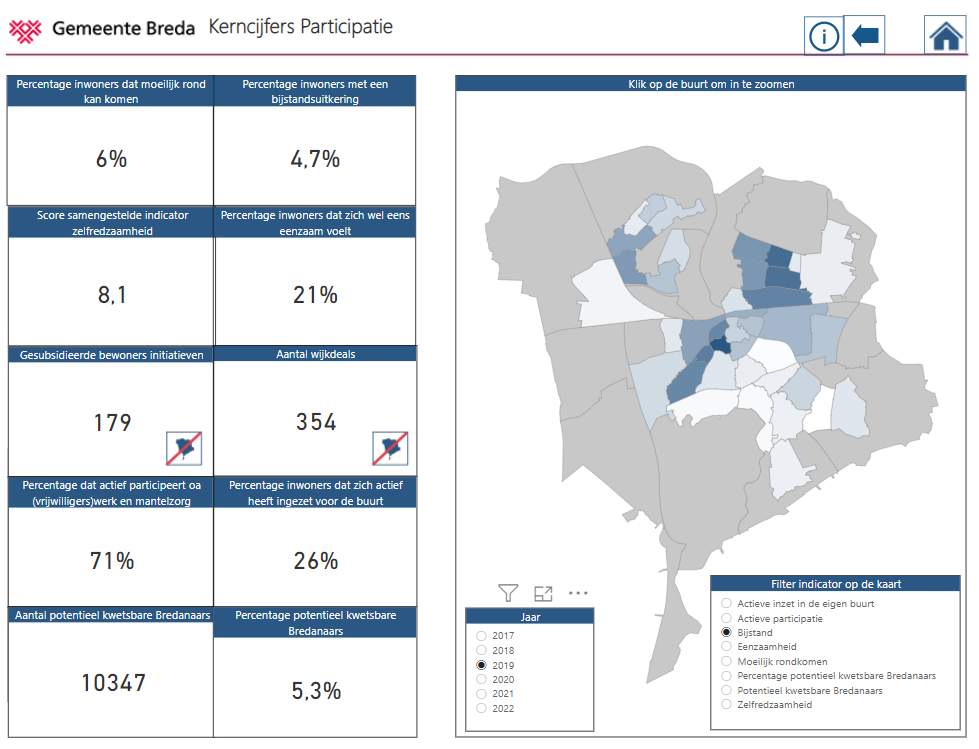 Gemeente Breda Kerncijfers Participatie
Percentage inwoners dat moeilijk rond
kan komen
6%
Percentage inwoners met een
bijstandsuitkering
4,7%
Score samengestelde indicator
zelfredzaamheid
8,1
Percentage inwoners dat zich wel eens
eenzaam voelt
21%
Gesubsidieerde bewoners initiatieven
179
Aantal wijkdeals
354
Percentage dat actief participeert oa
(vrijwilligers)werk en mantelzorg
71%
Percentage inwoners dat zich actief
heeft ingezet voor de buurt
26%
Aantal potentieel kwetsbare Bredanaars
10347
Percentage potentieel kwetsbare
Bredanaars
5,3%
Klik op de buurt om in te zoomen
Jaar
2017
2018
2019
2020
2021
2022
Filter indicator op de kaart
Actieve inzet in de eigen buurt
Actieve participatie
Bijstand
Eenzaamheid
Moeilijk rondkomen
Percentage potentieel kwetsbare Bredanaars
Potentieel kwetsbare Bredanaars
Zelfredzaamheid